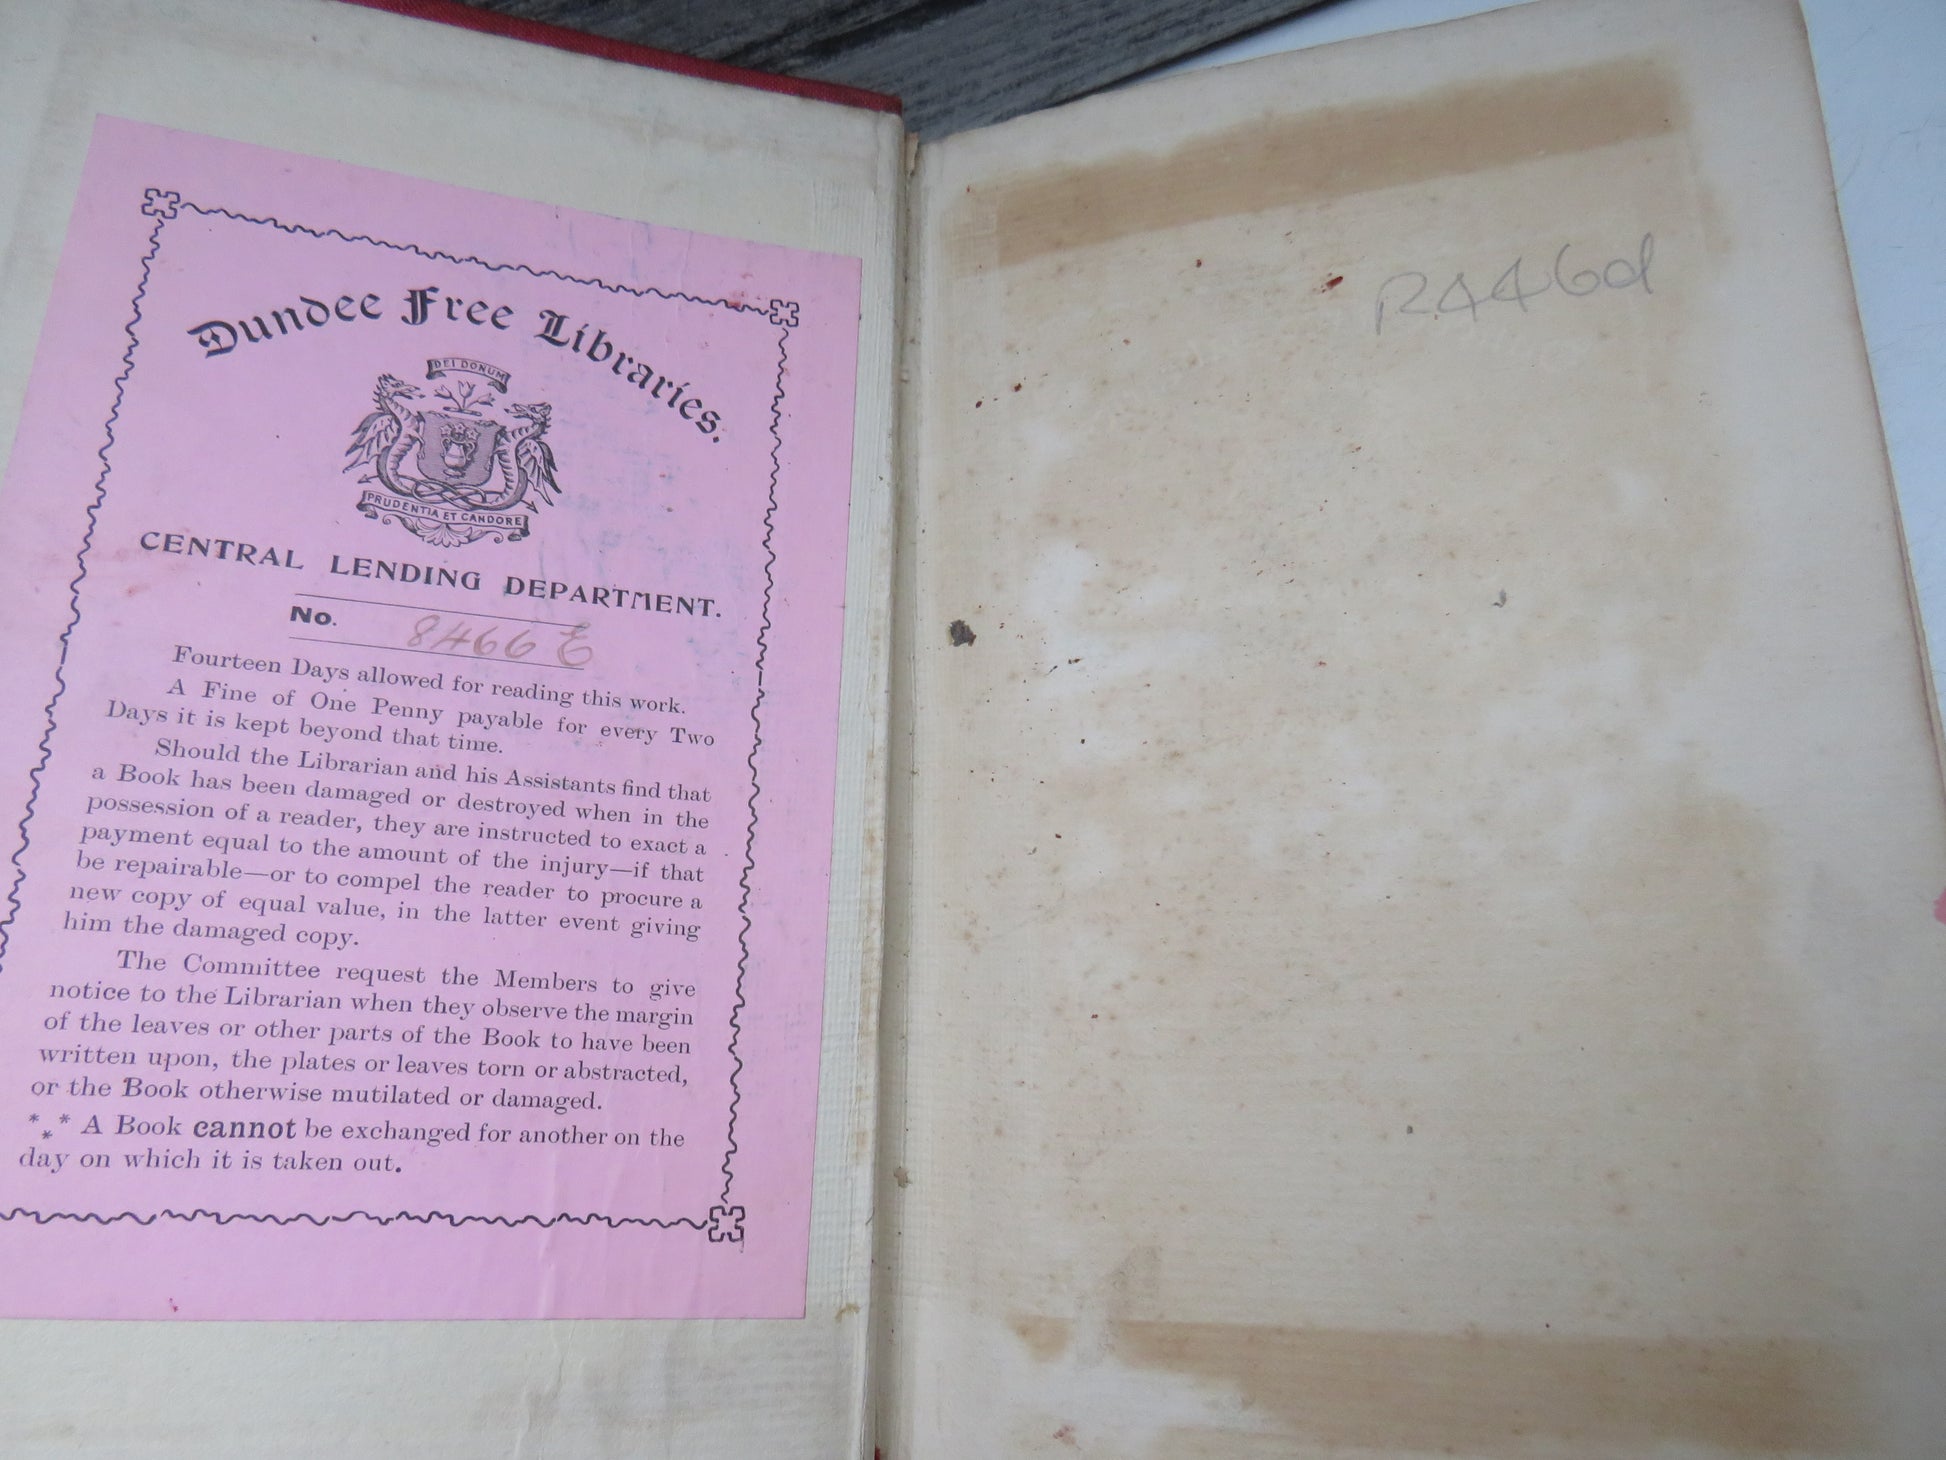 Dundee Free Libraries.
DEI DONUM
PRUDENTIA ET CANDORE
CENTRAL LENDING DEPARTMENT.
No. 8466 E
Fourteen Days allowed for reading this work.
A Fine of One Penny payable for every Two
Days it is kept beyond that time.
Should the Librarian and his Assistants find that
a Book has been damaged or destroyed when in the
possession of a reader, they are instructed to exact a
payment equal to the amount of the injury—if that
be repairable—or to compel the reader to procure a
new copy of equal value, in the latter event giving
him the damaged copy.
The Committee request the Members to give
notice to the Librarian when they observe the margin
of the leaves or other parts of the Book to have been
written upon, the plates or leaves torn or abstracted,
or the Book otherwise mutilated or damaged.
*** A Book cannot be exchanged for another on the
day on which it is taken out.
R446d